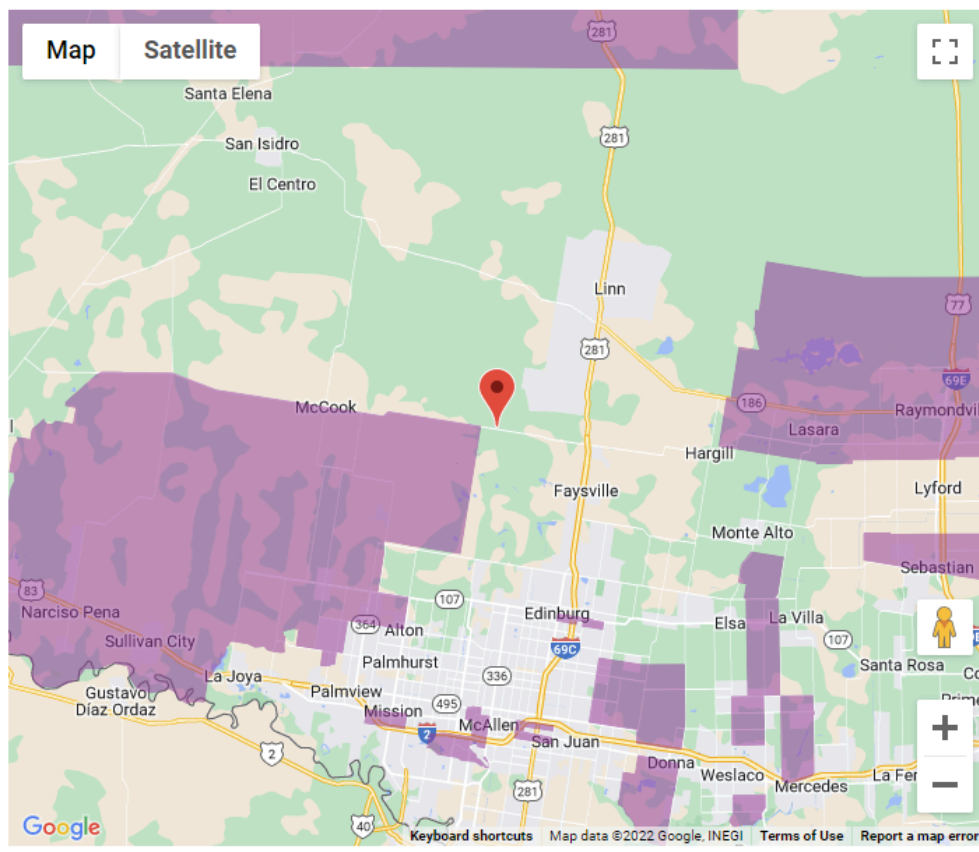 281
Map Satellite
Santa Elena
San Isidro
281
El Centro
Linn
77
281
69E
McCook
186
Raymondvil
Lasara
Hargill
Faysville
Lyford
Monte Alto
Sebastian
83
107
Narciso Pena
Edinburg
Elsa
La Villa
364
Alton
107
Sullivan City
69C
Palmhurst
Santa Rosa
La Joya
336
Gustavo
Díaz Ordaz
Palmview
495
Prime
Mission
McAllen
2
San Juan
2
Donna
Weslaco
La Fer
Mercedes
281
Google
40
Keyboard shortcuts Map data ©2022 Google, INEGI Terms of Use Report a map error